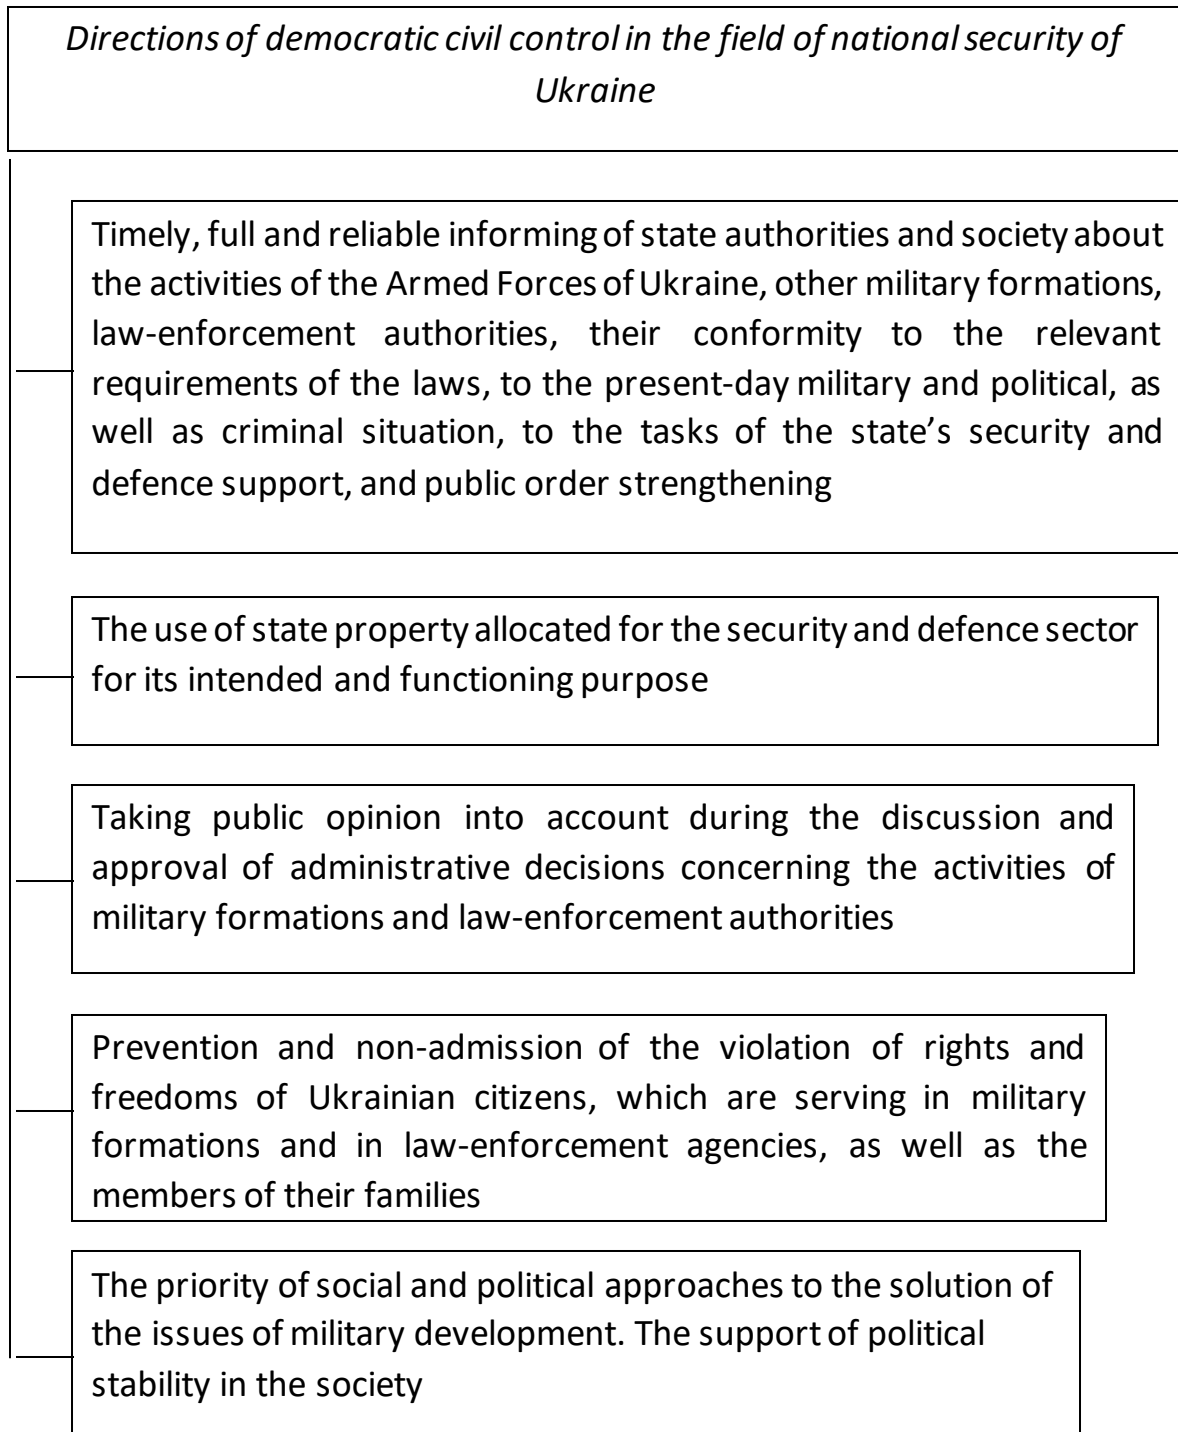 Directions of democratic civil control in the field of national security of
Ukraine
Timely, full and reliable informing of state authorities and society about
the activities of the Armed Forces of Ukraine, other military formations,
law-enforcement authorities, their conformity to the relevant
requirements of the laws, to the present-day military and political, as
well as criminal situation, to the tasks of the state’s security and
defence support, and public order strengthening
The use of state property allocated for the security and defence sector
for its intended and functioning purpose
Taking public opinion into account during the discussion and
approval of administrative decisions concerning the activities of
military formations and law-enforcement authorities
Prevention and non-admission of the violation of rights and
freedoms of Ukrainian citizens, which are serving in military
formations and in law-enforcement agencies, as well as the
members of their families
The priority of social and political approaches to the solution of
the issues of military development. The support of political
stability in the society